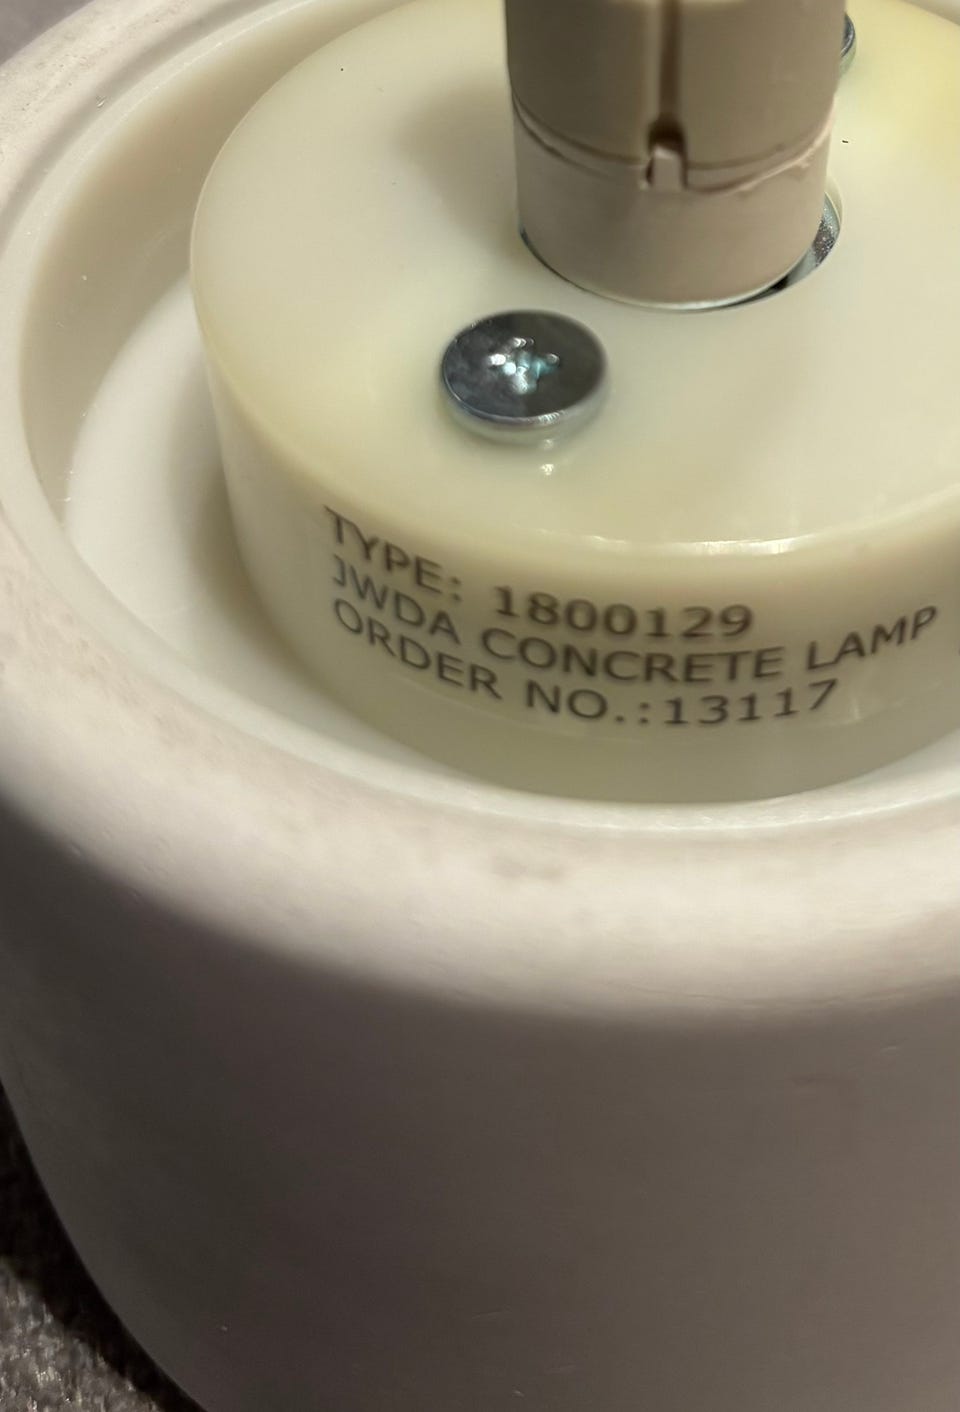 TYPE: 1800129
JWDA CONCRETE LAMP
ORDER NO.:13117